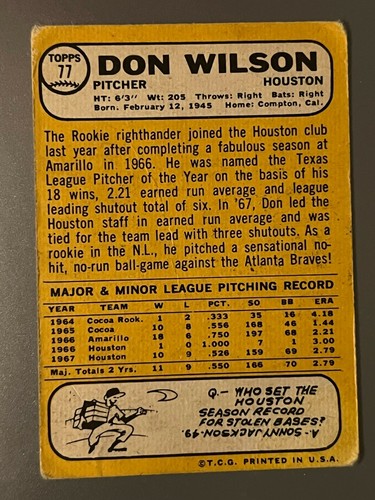 TOPPS
77
DON WILSON
PITCHER HOUSTON
HT: 6'3" Wt: 205 Throws: Right Bats: Right
Born. February 12, 1945 Home: Compton, Cal.
The Rookie righthander joined the Houston club
last year after completing a fabulous season at
Amarillo in 1966. He was named the Texas
League Pitcher of the Year on the basis of his
18 wins, 2.21 earned run average and league
leading shutout total of six. In '67, Don led the
Houston staff in earned run average and was
tied for the team lead with three shutouts. As a
rookie in the N.L., he pitched a sensational no-
hit, no-run ball-game against the Atlanta Braves!
MAJOR & MINOR LEAGUE PITCHING RECORD
YEAR TEAM W L PCT. SO BB ERA
1964 Cocoa Rook. 1 2 .333 35 16 4.18
1965 Cocoa 10 8 .556 168 46 1.44
1966 Amarillo 18 6 .750 197 68 2.21
1966 Houston 1 0 1.000 7 1 3.00
1967 Houston 10 9 .526 159 69 2.79
Maj. Totals 2 Yrs. 11 9 .550 166 70 2.79
Q.- WHO SET THE
HOUSTON
SEASON RECORD
FOR STOLEN BASES?
A- SONNY JACKSON-49.
©T.C.G. PRINTED IN U.S.A.